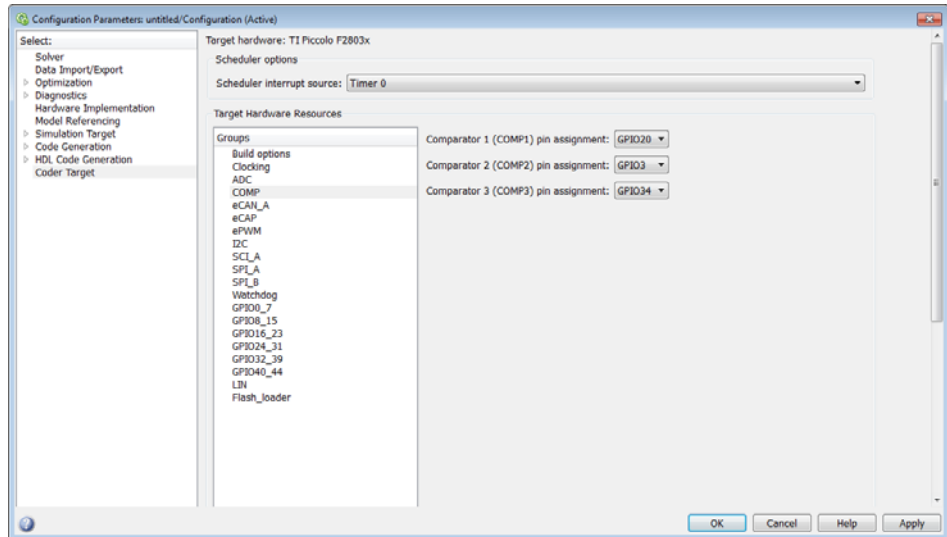 Configuration Parameters: untitled/Configuration (Active)
Select:
Solver
Data Import/Export
Optimization
Diagnostics
Hardware Implementation
Model Referencing
Simulation Target
Code Generation
HDL Code Generation
Coder Target
Target hardware: TI Piccolo F2803x
Scheduler options
Scheduler interrupt source: Timer 0
Target Hardware Resources
Groups
Build options
Clocking
ADC
COMP
eCAN_A
eCAP
ePWM
I2C
SCI_A
SPI_A
SPI_B
Watchdog
GPIO0_7
GPIO8_15
GPIO16_23
GPIO24_31
GPIO32_39
GPIO40_44
LIN
Flash_loader
Comparator 1 (COMP1) pin assignment: GPIO20
Comparator 2 (COMP2) pin assignment: GPIO3
Comparator 3 (COMP3) pin assignment: GPIO34
OK Cancel Help Apply